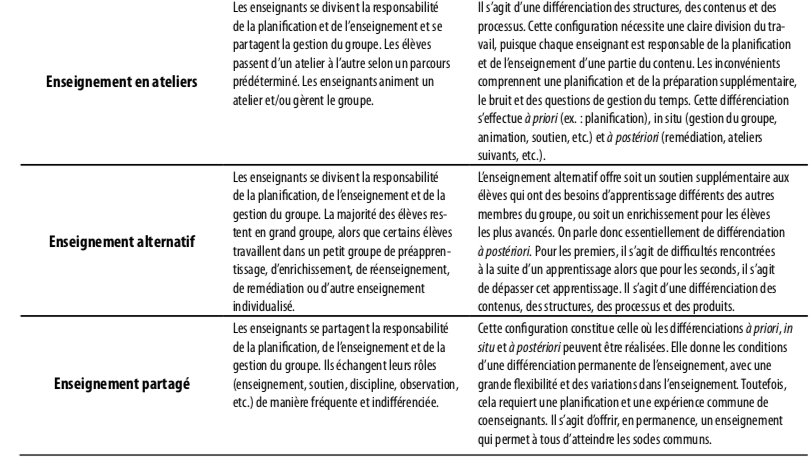 Enseignement en ateliers
Les enseignants se divisent la responsabilité
de la planification et de l'enseignement et se
partagent la gestion du groupe. Les élèves
passent d'un atelier à l'autre selon un parcours
prédéterminé. Les enseignants animent un
atelier et/ou gèrent le groupe.
Il s'agit d'une différenciation des structures, des contenus et des
processus. Cette configuration nécessite une claire division du tra-
vail, puisque chaque enseignant est responsable de la planification
et de l'enseignement d'une partie du contenu. Les inconvénients
comprennent une planification et de la préparation supplémentaire,
le bruit et des questions de gestion du temps. Cette différenciation
s'effectue à priori (ex. : planification), in situ (gestion du groupe,
animation, soutien, etc.) et à postériori (remédiation, ateliers
suivants, etc.).
Enseignement alternatif
Les enseignants se divisent la responsabilité
de la planification, de l'enseignement et de la
gestion du groupe. La majorité des élèves res-
tent en grand groupe, alors que certains élèves
travaillent dans un petit groupe de préappren-
tissage, d'enrichissement, de réenseignement,
de remédiation ou d'autre enseignement
individualisé.
L'enseignement alternatif offre soit un soutien supplémentaire aux
élèves qui ont des besoins d'apprentissage différents des autres
membres du groupe, ou soit un enrichissement pour les élèves
les plus avancés. On parle donc essentiellement de différenciation
à postériori. Pour les premiers, il s'agit de difficultés rencontrées
à la suite d'un apprentissage alors que pour les seconds, il s'agit
de dépasser cet apprentissage. Il s'agit d'une différenciation des
contenus, des structures, des processus et des produits.
Enseignement partagé
Les enseignants se partagent la responsabilité
de la planification, de l'enseignement et de la
gestion du groupe. Ils échangent leurs rôles
(enseignement, soutien, discipline, observation,
etc.) de manière fréquente et indifférenciée.
Cette configuration constitue celle où les différenciations à priori, in
situ et à postériori peuvent être réalisées. Elle donne les conditions
d'une différenciation permanente de l'enseignement, avec une
grande flexibilité et des variations dans l'enseignement. Toutefois,
cela requiert une planification et une expérience commune de
coenseignants. Il s'agit d'offrir, en permanence, un enseignement
qui permet à tous d'atteindre les socles communs.